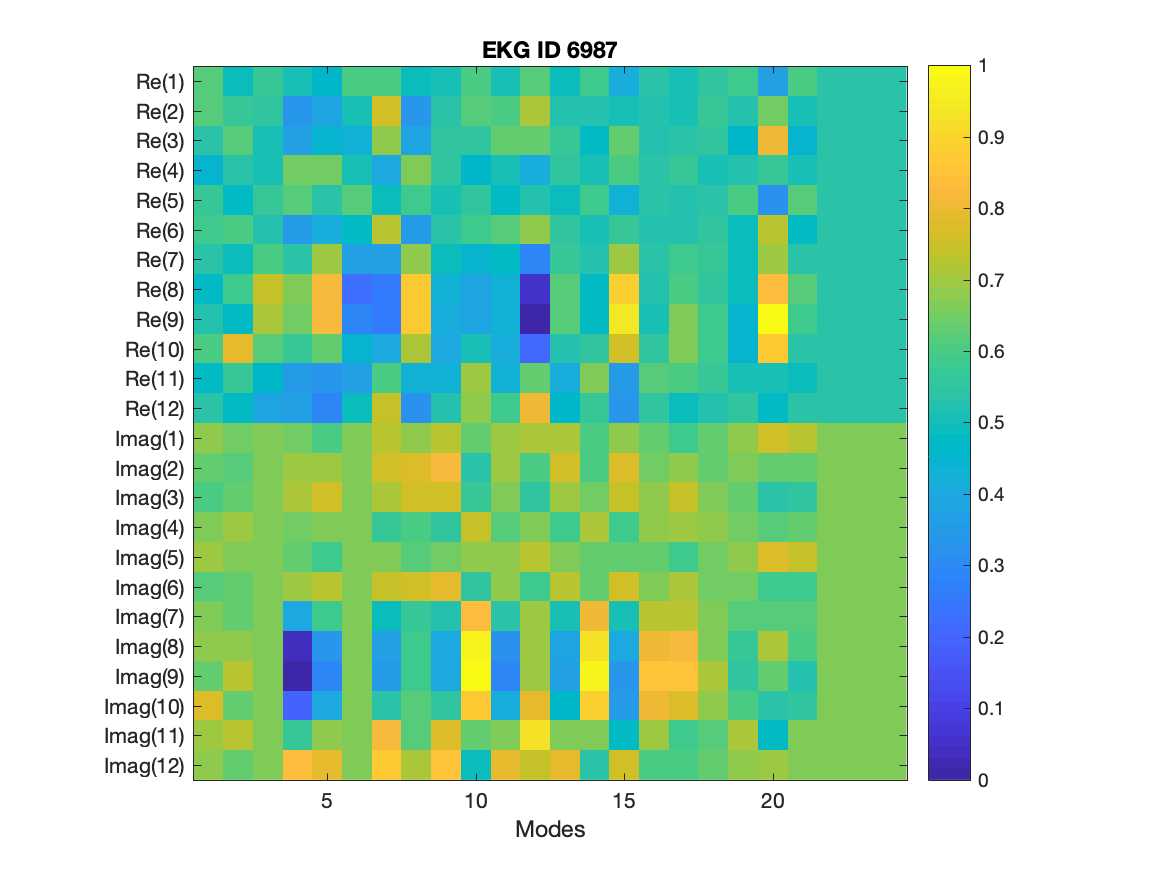 EKG ID 6987
Re(1)
Re(2)
Re(3)
Re(4)
Re(5)
Re(6)
Re(7)
Re(8)
Re(9)
Re(10)
Re(11)
Re(12)
Imag(1)
Imag(2)
Imag(3)
Imag(4)
Imag(5)
Imag(6)
Imag(7)
Imag(8)
Imag(9)
Imag(10)
Imag(11)
Imag(12)
5 10 15 20
Modes
1
0.9
0.8
0.7
0.6
0.5
0.4
0.3
0.2
0.1
0